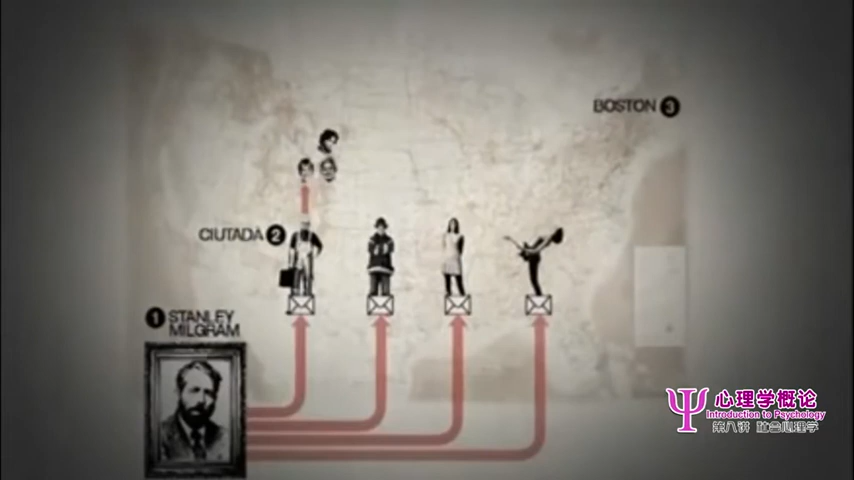 BOSTON 3
CIUTADÀ 2
1 STANLEY
MILGRAM
心理学概论
Introduction to Psychology
第八讲 社会心理学